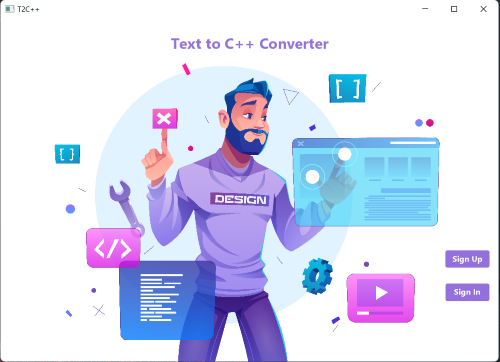 T2C++
Text to C++ Converter
[ ]
[ ]
DESIGN
</>
Sign Up
Sign In